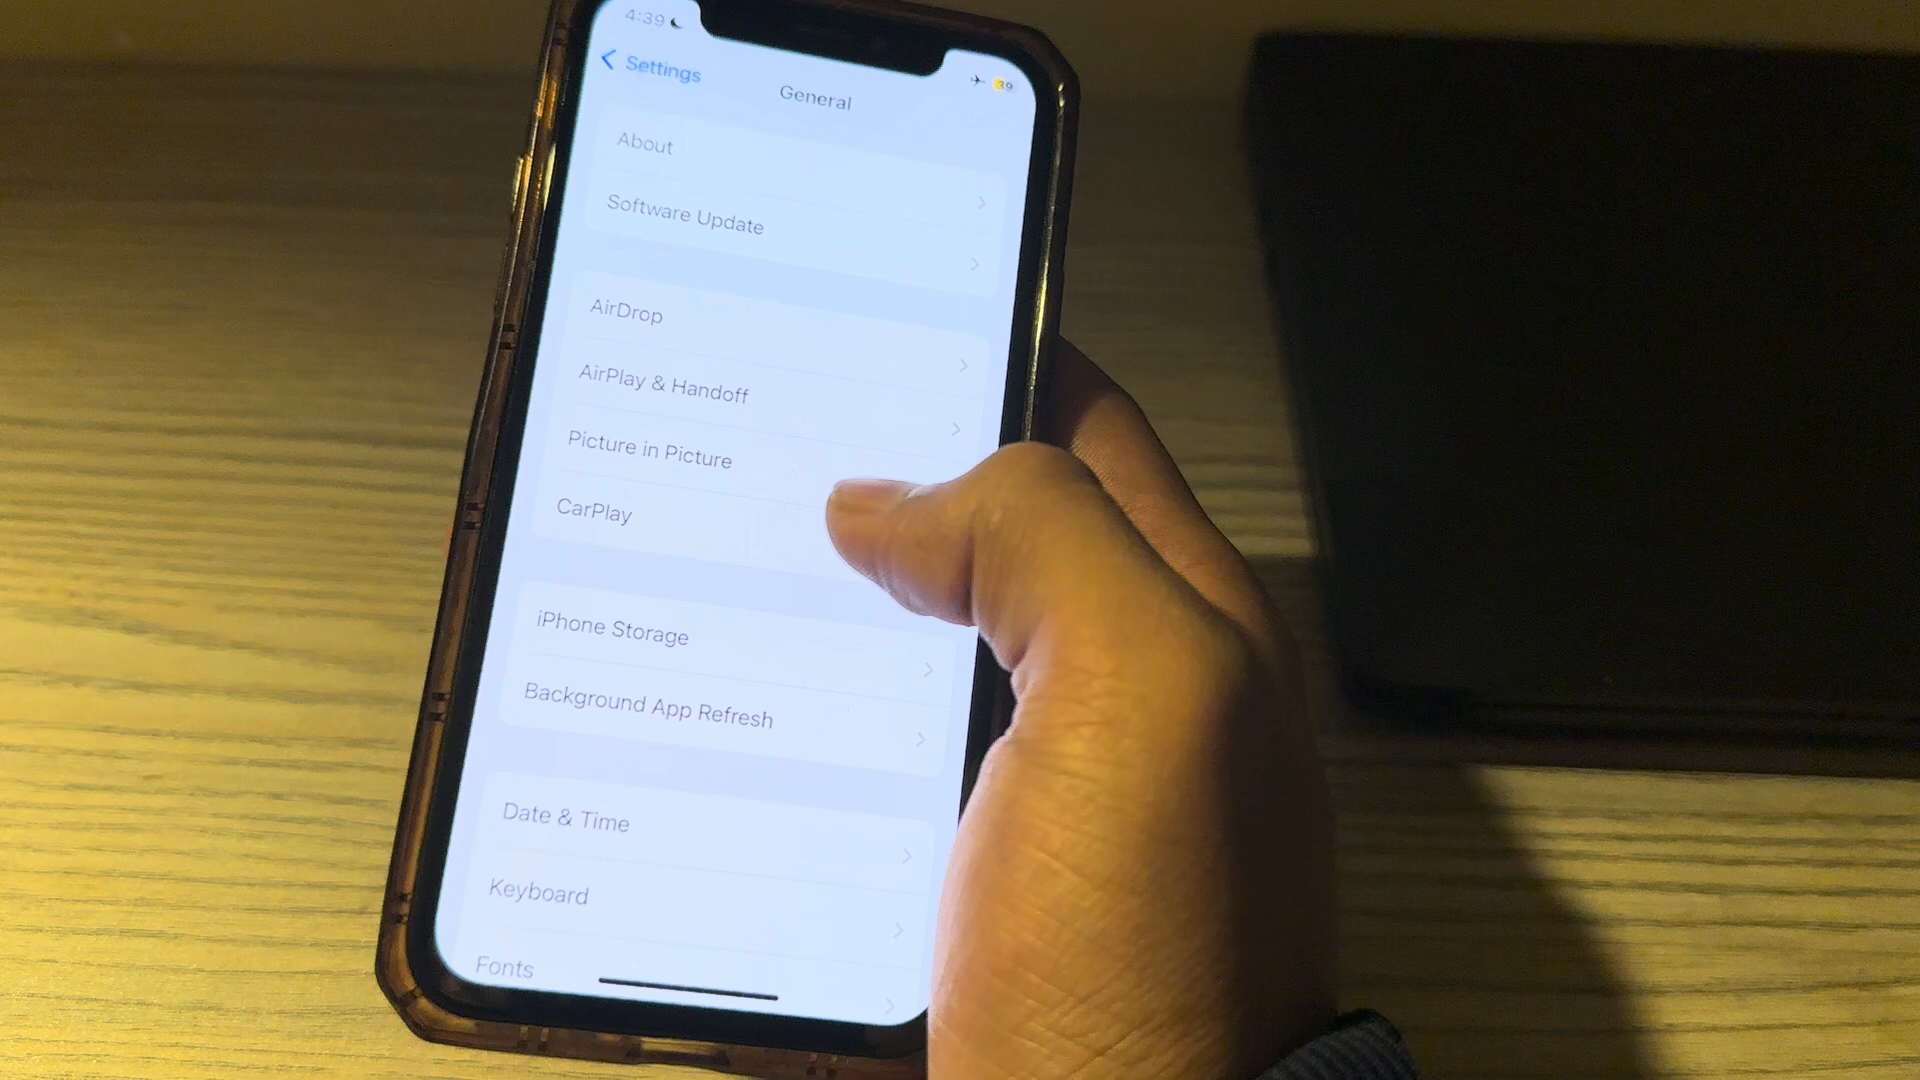 4:39
Settings
39
General
About
Software Update
AirDrop
AirPlay & Handoff
Picture in Picture
CarPlay
iPhone Storage
Background App Refresh
Date & Time
Keyboard
Fonts